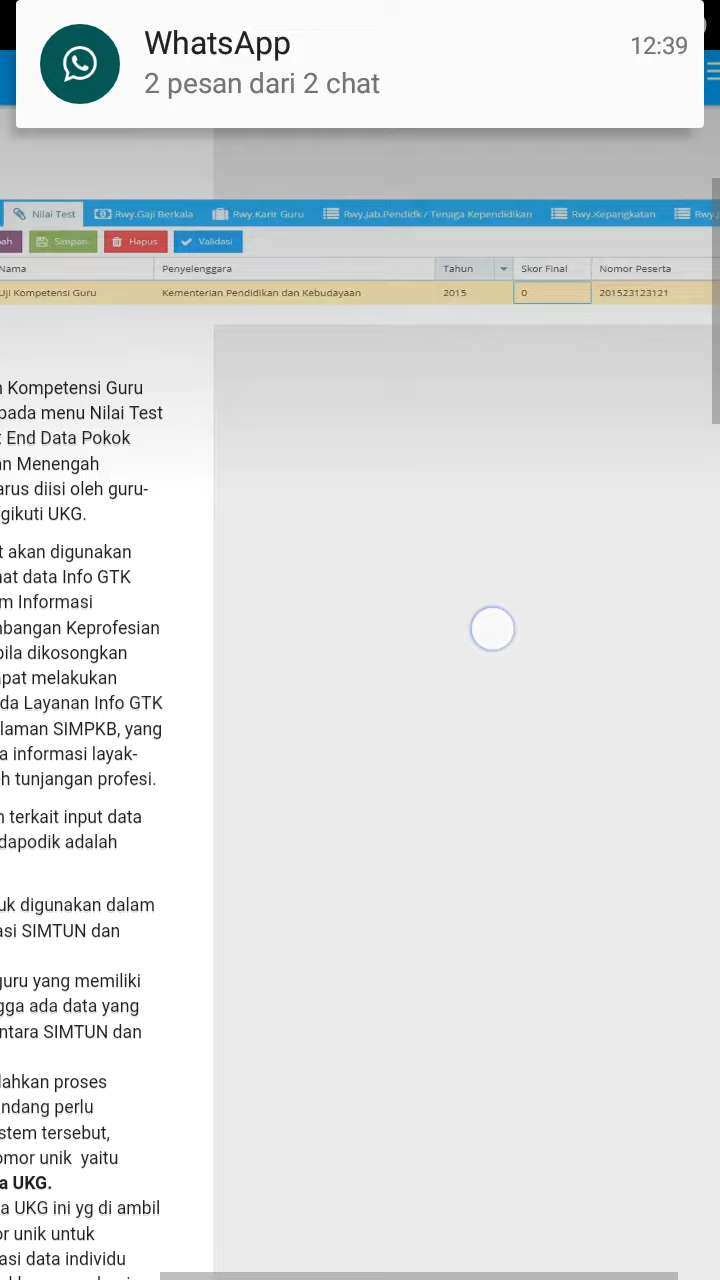 WhatsApp
12:39
2 pesan dari 2 chat
Nilai Test
Rwy.Gaji Berkala
Rwy.Karir Guru
Rwy.Jab.Pendidk / Tenaga Kependidikan
Rwy.Kepangkatan
Rwy.J
ah
Simpan
Hapus
Validasi
Nama
Penyelenggara
Tahun
Skor Final
Nomor Peserta
Uji Kompetensi Guru
Kementerian Pendidikan dan Kebudayaan
2015
0
201523123121
Kompetensi Guru
pada menu Nilai Test
End Data Pokok
an Menengah
arus diisi oleh guru-
gikuti UKG.
t akan digunakan
at data Info GTK
m Informasi
bangan Keprofesian
bila dikosongkan
apat melakukan
da Layanan Info GTK
laman SIMPKB, yang
a informasi layak-
h tunjangan profesi.
terkait input data
dapodik adalah
uk digunakan dalam
asi SIMTUN dan
guru yang memiliki
gga ada data yang
ntara SIMTUN dan
lahkan proses
ndang perlu
stem tersebut,
omor unik yaitu
a UKG.
a UKG ini yg di ambil
or unik untuk
asi data individu